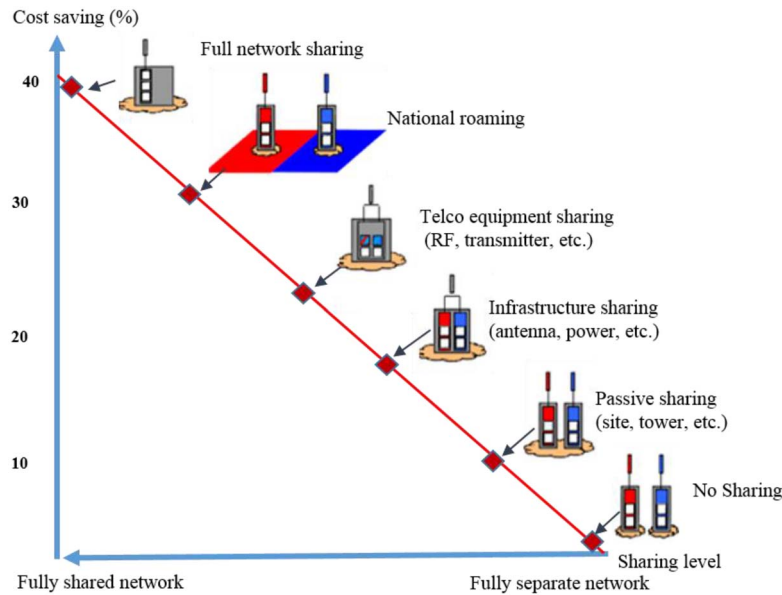 Cost saving (%)
Full network sharing
40
National roaming
30
Telco equipment sharing
(RF, transmitter, etc.)
Infrastructure sharing
(antenna, power, etc.)
20
Passive sharing
(site, tower, etc.)
10
No Sharing
Sharing level
Fully shared network
Fully separate network